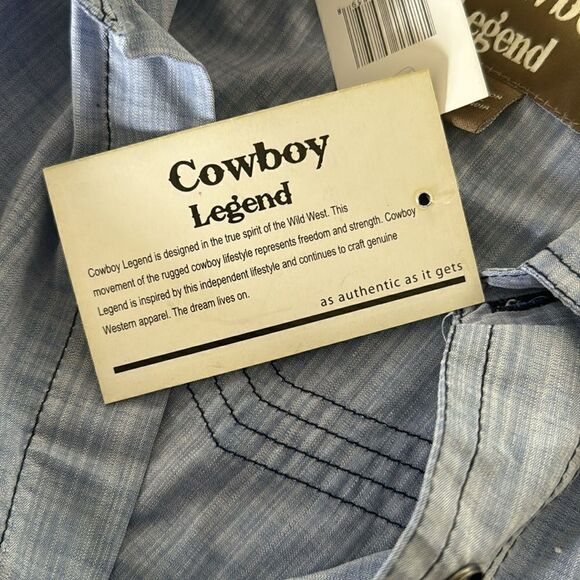 Cowboy
Legend
Cowboy Legend is designed in the true spirit of the Wild West. This
movement of the rugged cowboy lifestyle represents freedom and strength. Cowboy
Legend is inspired by this independent lifestyle and continues to craft genuine
Western apparel. The dream lives on.
as authentic as it gets
Legend